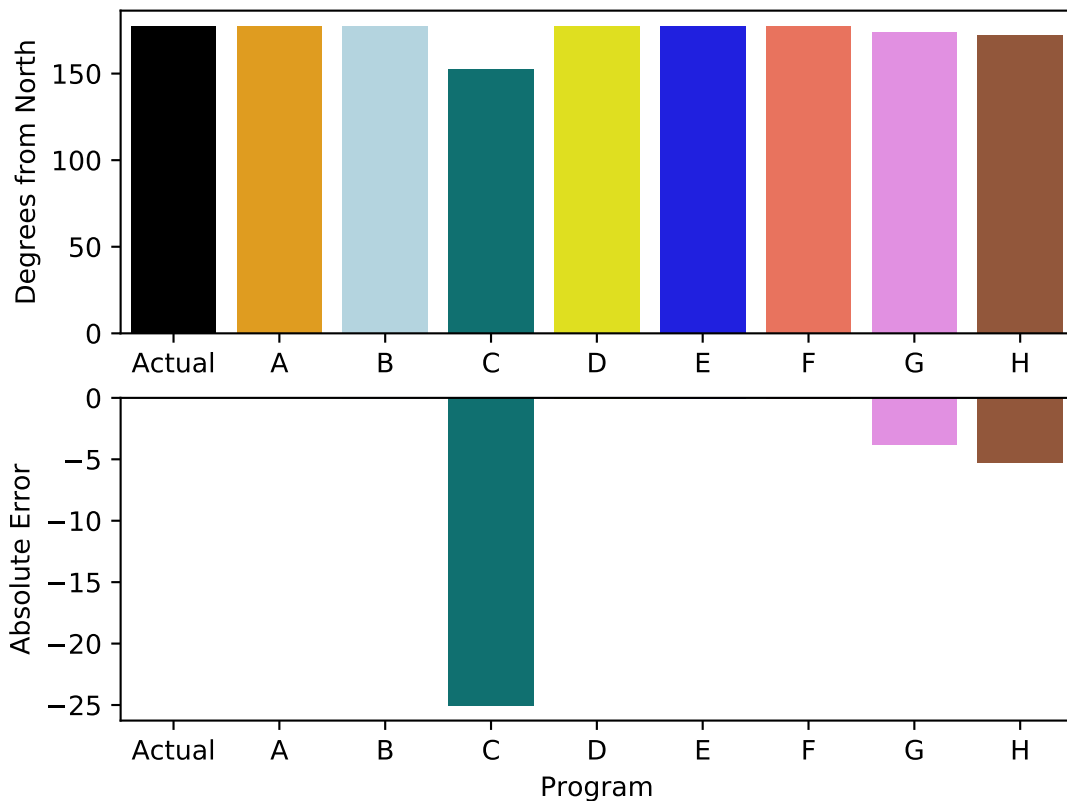 Degrees from North
150
100
50
0
Actual A B C D E F G H
Absolute Error
0
−5
−10
−15
−20
−25
Actual A B C D E F G H
Program